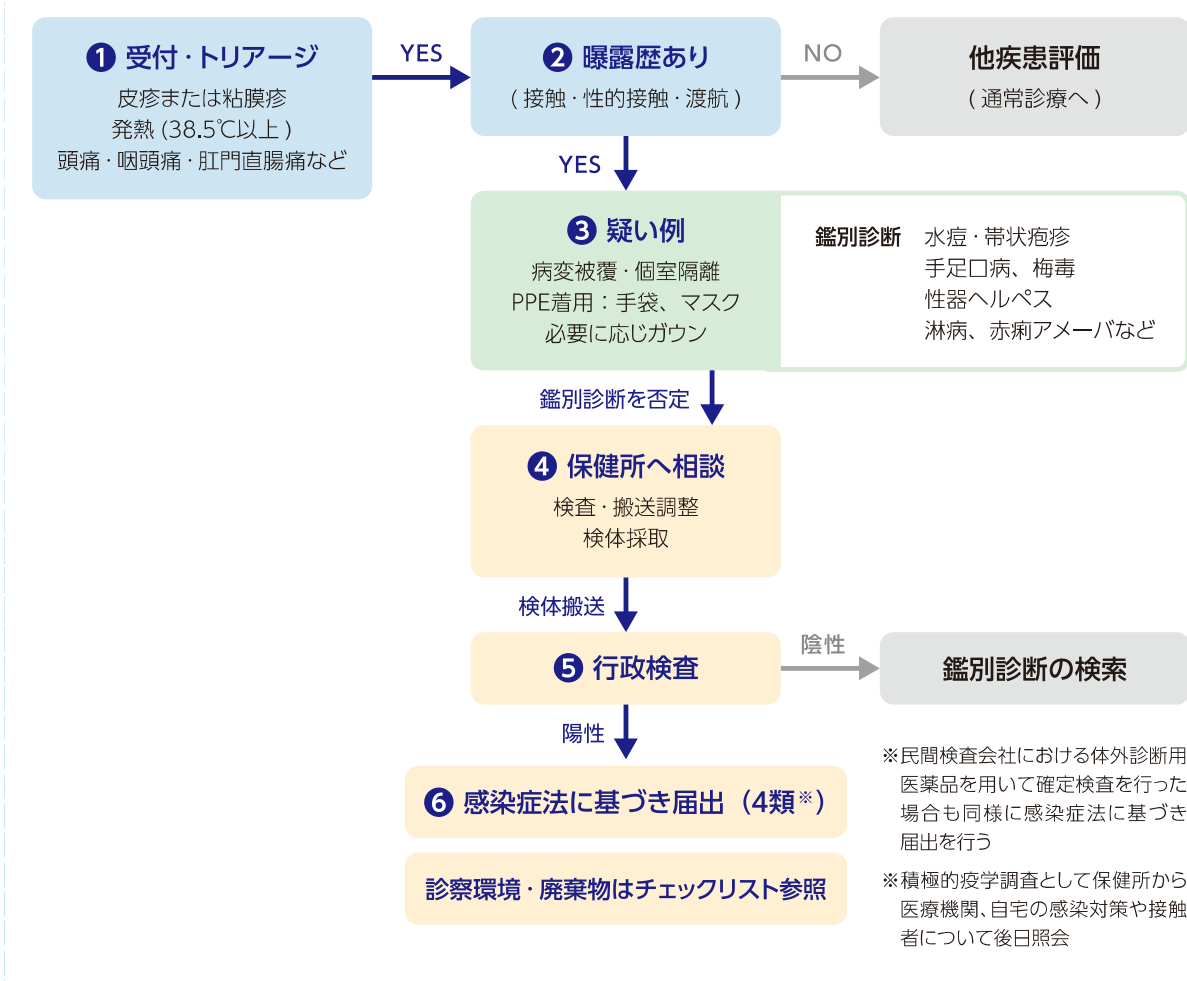 ❶ 受付・トリアージ
皮疹または粘膜疹
発熱 (38.5℃以上 )
頭痛・咽頭痛・肛門直腸痛など
YES
❷ 曝露歴あり
( 接触・性的接触・渡航 )
NO
他疾患評価
( 通常診療へ )
YES
❸ 疑い例
病変被覆・個室隔離
PPE着用：手袋、マスク
必要に応じガウン
鑑別診断 水痘・帯状疱疹
手足口病、梅毒
性器ヘルペス
淋病、赤痢アメーバなど
鑑別診断を否定
❹ 保健所へ相談
検査・搬送調整
検体採取
検体搬送
❺ 行政検査
陰性
鑑別診断の検索
陽性
❻ 感染症法に基づき届出（4類※）
診察環境・廃棄物はチェックリスト参照
※民間検査会社における体外診断用
医薬品を用いて確定検査を行った
場合も同様に感染症法に基づき
届出を行う
※積極的疫学調査として保健所から
医療機関、自宅の感染対策や接触
者について後日照会